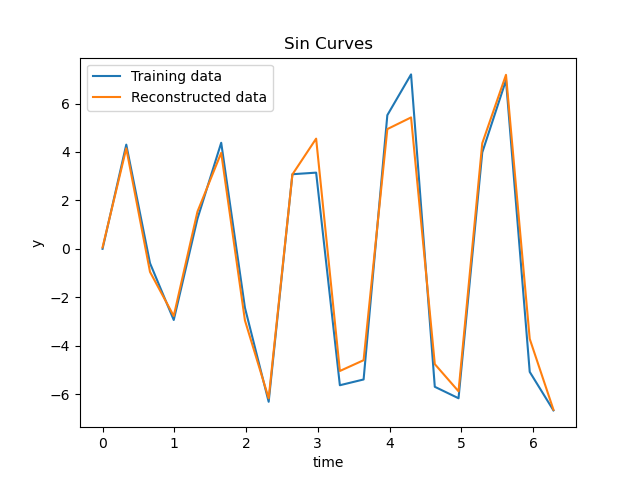 Sin Curves
Training data
Reconstructed data
6
4
2
0
−2
−4
−6
y
0 1 2 3 4 5 6
time